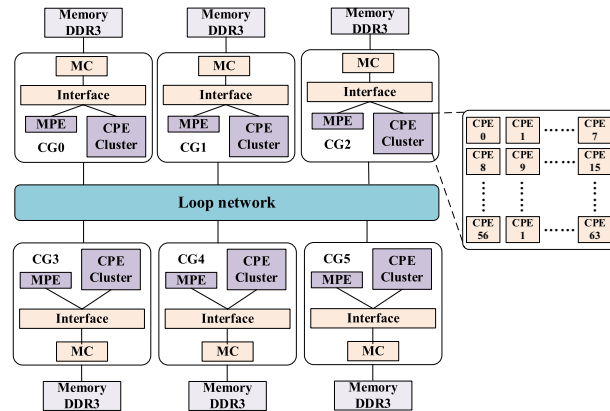 Memory
DDR3
Memory
DDR3
Memory
DDR3
MC
MC
MC
Interface
Interface
Interface
MPE
CPE
Cluster
CG0
MPE
CPE
Cluster
CG1
MPE
CPE
Cluster
CG2
CPE
0
CPE
1
......
CPE
7
CPE
8
CPE
9
......
CPE
15
CPE
56
CPE
1
......
CPE
63
Loop network
CG3
MPE
CPE
Cluster
CG4
MPE
CPE
Cluster
CG5
MPE
CPE
Cluster
Interface
Interface
Interface
MC
MC
MC
Memory
DDR3
Memory
DDR3
Memory
DDR3